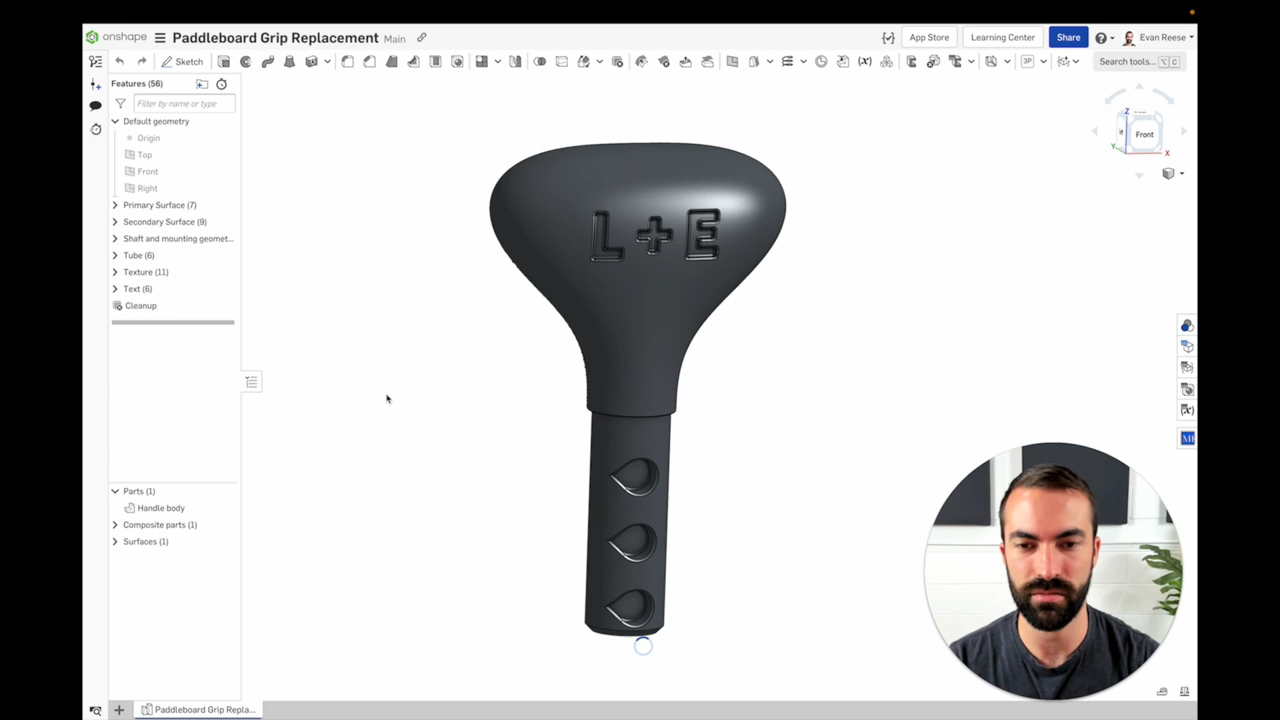 onshape Paddleboard Grip Replacement Main App Store Learning Center Share Evan Reese
Sketch 3P Search tools... ⌥ C
Features (56)
Filter by name or type
Default geometry
Origin
Top
Front
Right
Primary Surface (7)
Secondary Surface (9)
Shaft and mounting geomet...
Tube (6)
Texture (11)
Text (6)
Cleanup
Z
Front
Y
X
L+E
Parts (1)
Handle body
Composite parts (1)
Surfaces (1)
Paddleboard Grip Repla...